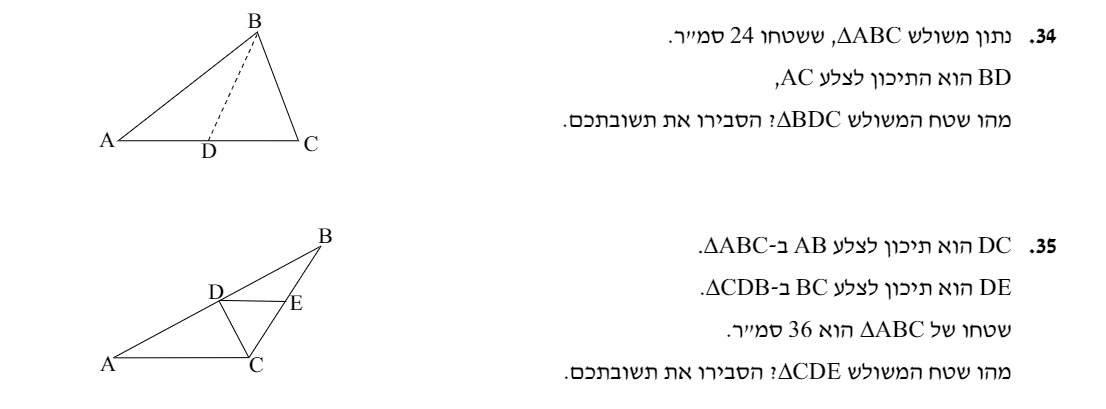 34. נתון משולש ΔABC, ששטחו 24 סמ״ר.
BD הוא התיכון לצלע AC,
מהו שטח המשולש ΔBDC? הסבירו את תשובתכם.
B
A
D
C
35. DC הוא תיכון לצלע AB ב-ΔABC.
DE הוא תיכון לצלע BC ב-ΔCDB.
שטחו של ΔABC הוא 36 סמ״ר.
מהו שטח המשולש ΔCDE? הסבירו את תשובתכם.
B
D
E
A
C